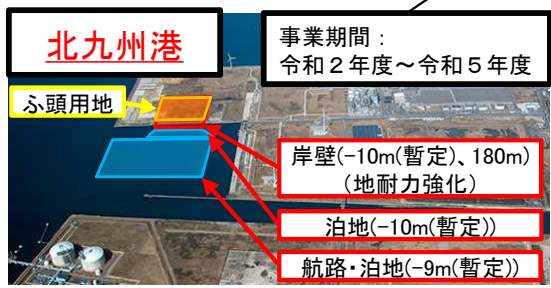 北九州港
事業期間：
令和２年度～令和５年度
ふ頭用地
岸壁(−10m(暫定)、180m)
（地耐力強化）
泊地(−10m(暫定))
航路・泊地(−9m(暫定))